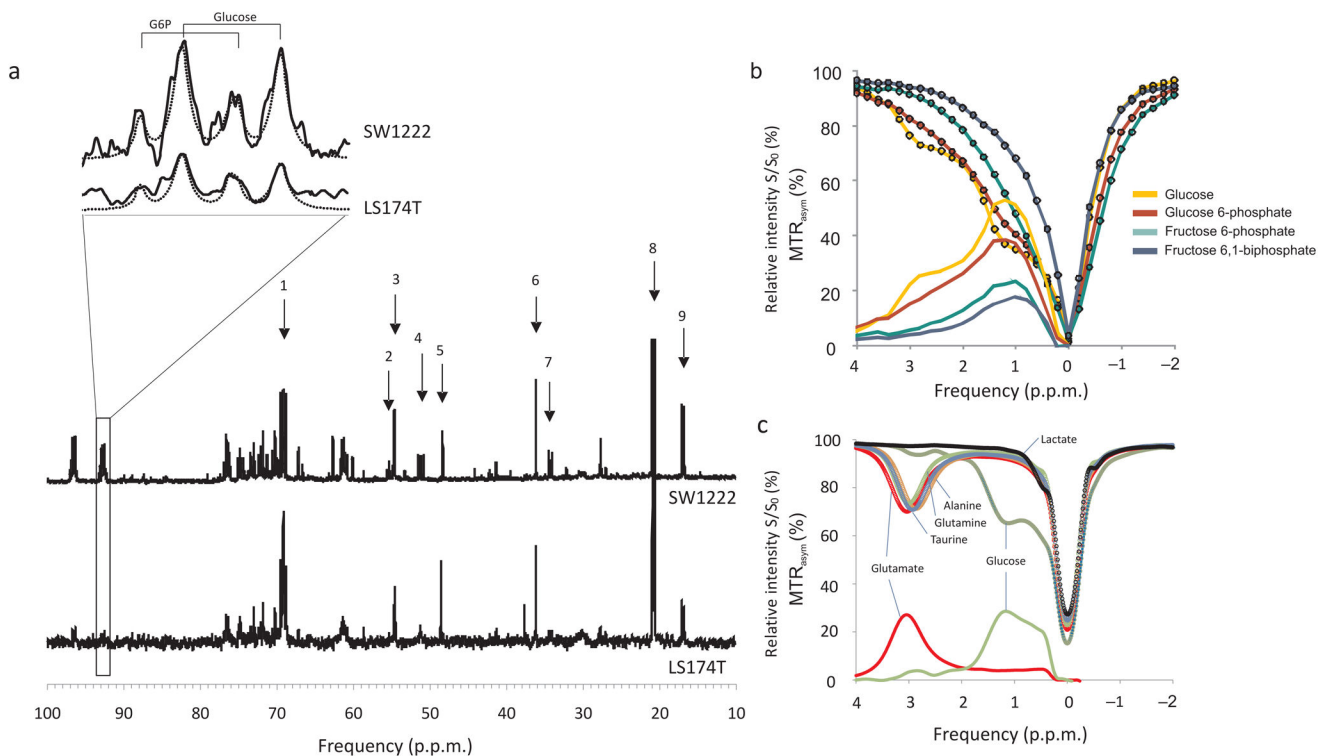 a
G6P
Glucose
SW1222
LS174T
1
2
3
4
5
6
7
8
9
SW1222
LS174T
100 90 80 70 60 50 40 30 20 10
Frequency (p.p.m.)
b
Relative intensity S/S0 (%)
MTRasym (%)
100
80
60
40
20
0
4 3 2 1 0 −1 −2
Frequency (p.p.m.)
Glucose
Glucose 6-phosphate
Fructose 6-phosphate
Fructose 6,1-biphosphate
c
Relative intensity S/S0 (%)
MTRasym (%)
100
80
60
40
20
0
Lactate
Alanine
Glutamine
Taurine
Glutamate
Glucose
4 3 2 1 0 −1 −2
Frequency (p.p.m.)